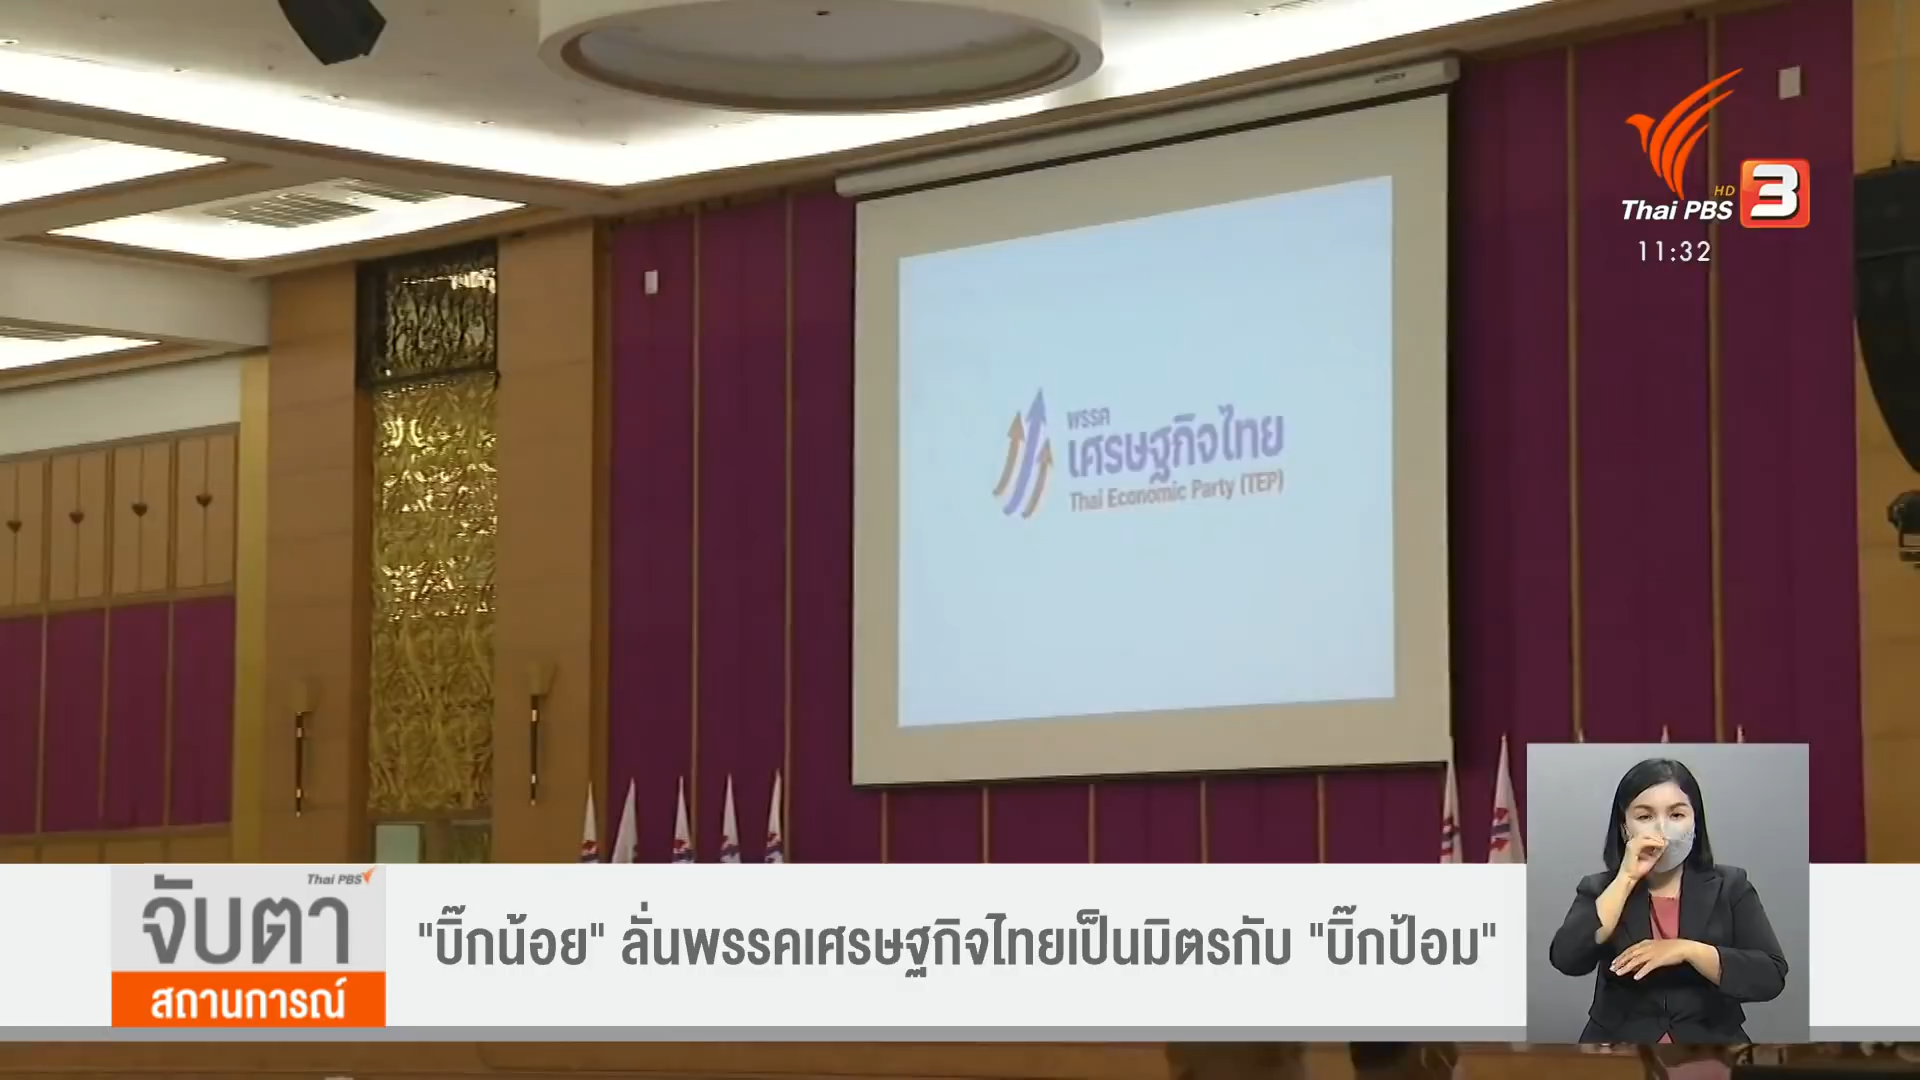 HD
Thai PBS 3
11:32
พรรค
เศรษฐกิจไทย
Thai Economic Party (TEP)
Thai PBS
จับตา
สถานการณ์
"บิ๊กน้อย" ลั่นพรรคเศรษฐกิจไทยเป็นมิตรกับ "บิ๊กป้อม"